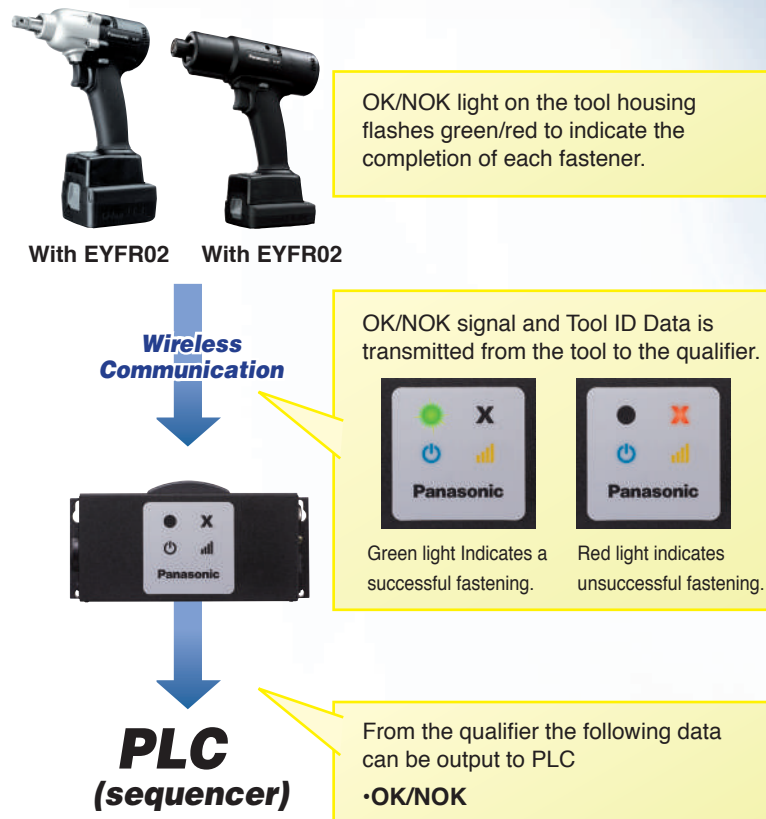 OK/NOK light on the tool housing
flashes green/red to indicate the
completion of each fastener.
Panasonic
Panasonic
With EYFR02
With EYFR02
Wireless
Communication
OK/NOK signal and Tool ID Data is
transmitted from the tool to the qualifier.
X
Panasonic
X
Panasonic
Green light Indicates a
successful fastening.
Red light indicates
unsuccessful fastening.
X
Panasonic
PLC
(sequencer)
From the qualifier the following data
can be output to PLC
·OK/NOK